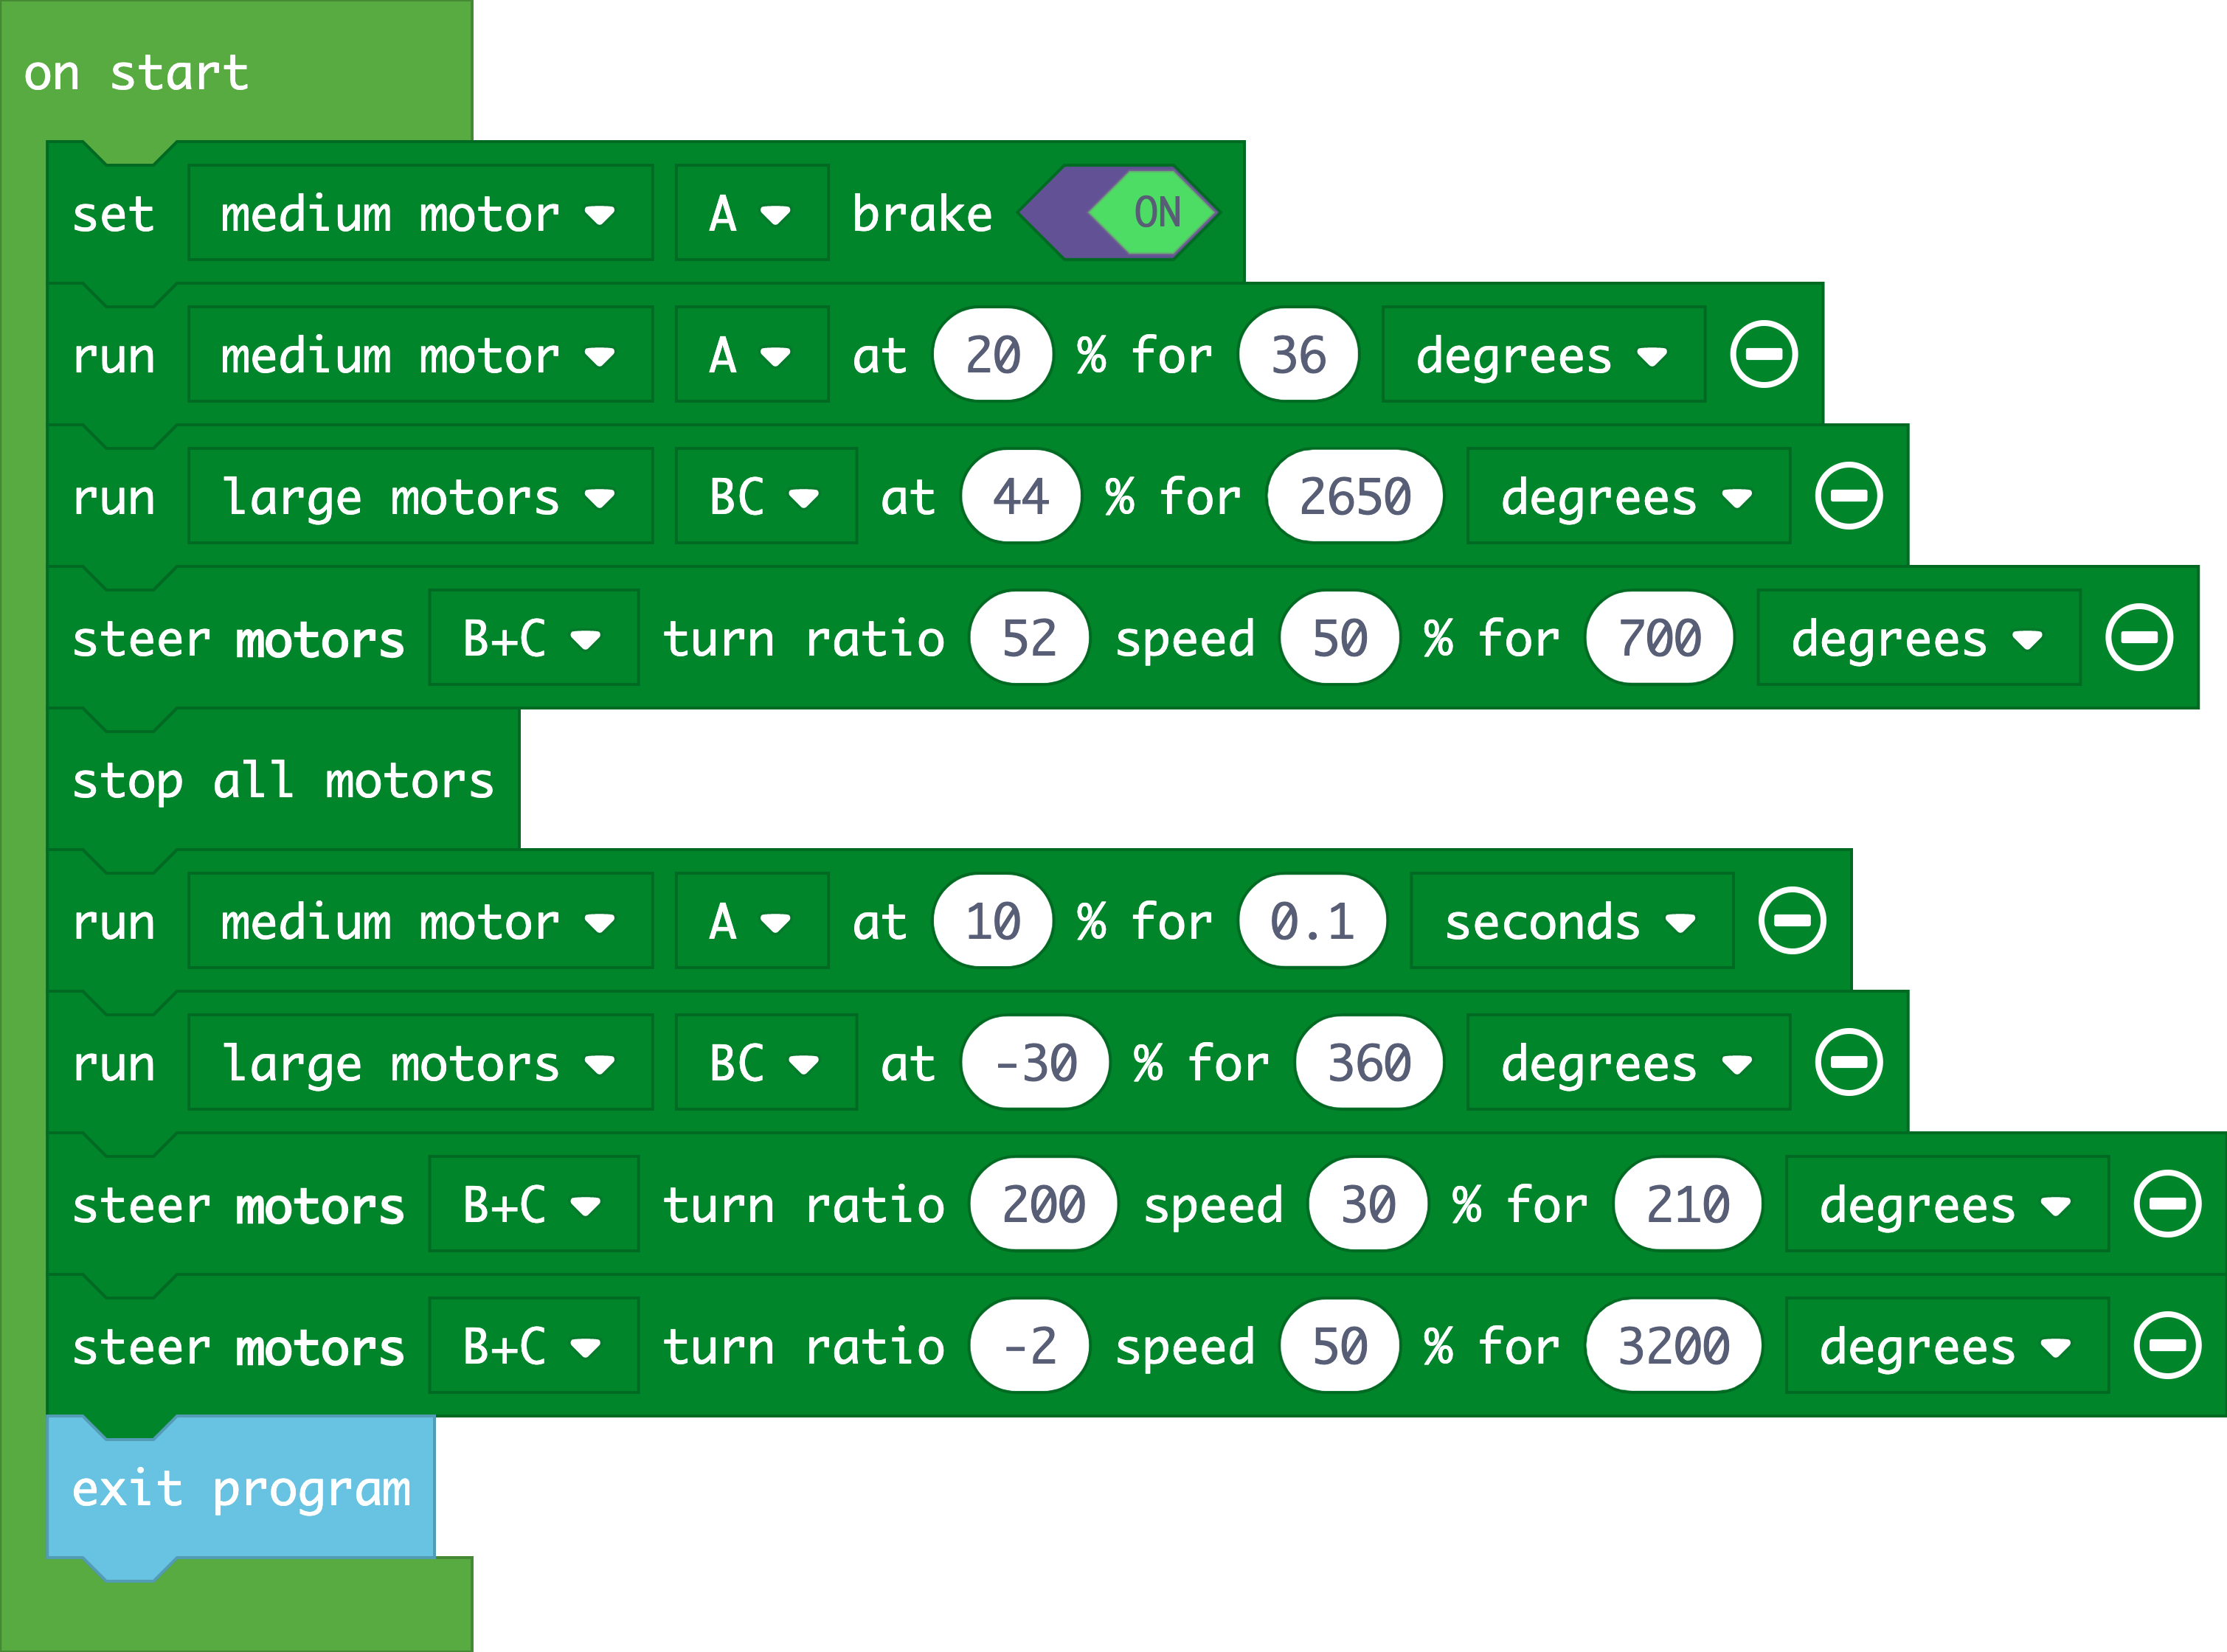 on start
set medium motor A brake ON
run medium motor A at 20 % for 36 degrees
run large motors BC at 44 % for 2650 degrees
steer motors B+C turn ratio 52 speed 50 % for 700 degrees
stop all motors
run medium motor A at 10 % for 0.1 seconds
run large motors BC at -30 % for 360 degrees
steer motors B+C turn ratio 200 speed 30 % for 210 degrees
steer motors B+C turn ratio -2 speed 50 % for 3200 degrees
exit program